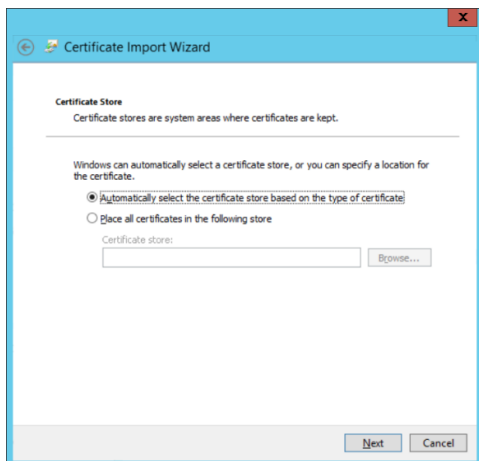 x
Certificate Import Wizard
Certificate Store
Certificate stores are system areas where certificates are kept.
Windows can automatically select a certificate store, or you can specify a location for
the certificate.
Automatically select the certificate store based on the type of certificate
Place all certificates in the following store
Certificate store:
Browse...
Next Cancel